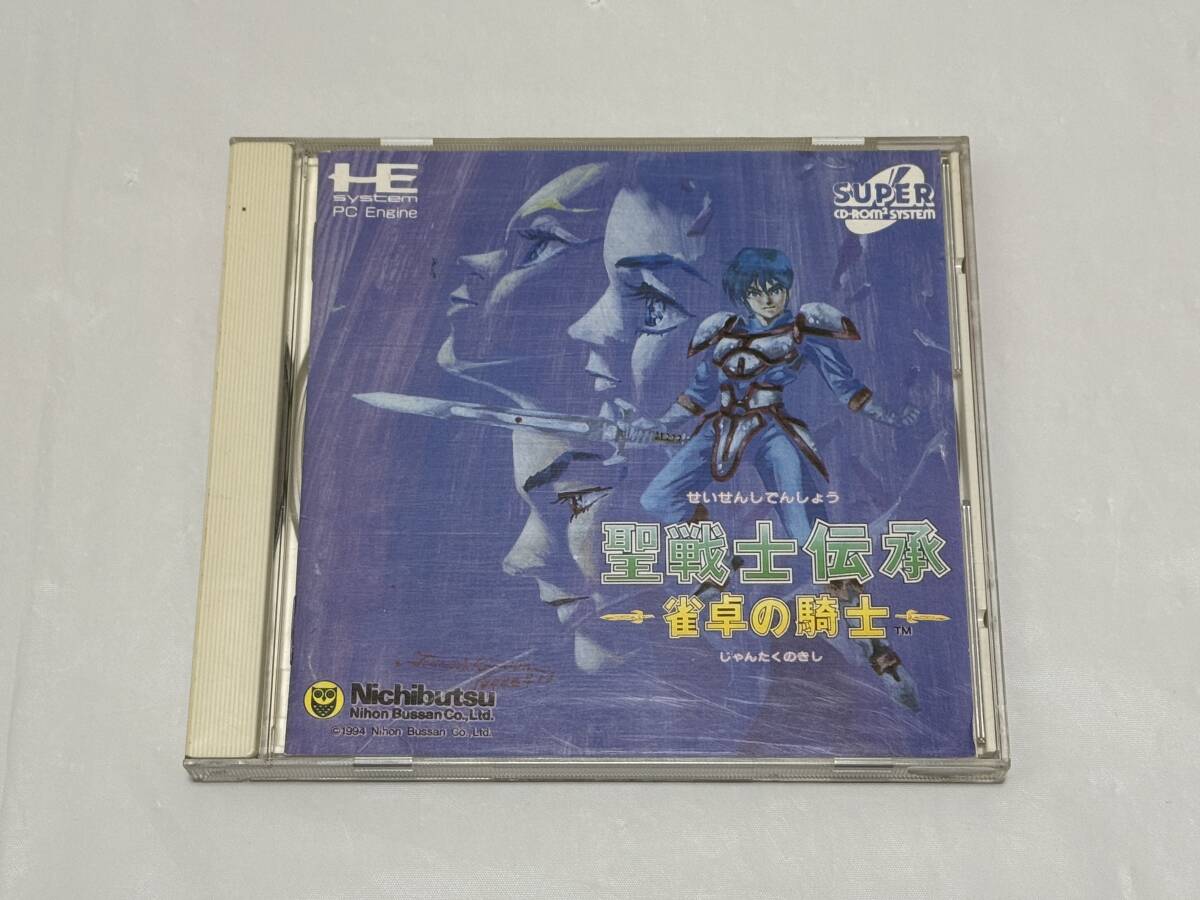 HE
system
PC Engine
SUPER
CD-ROM² SYSTEM
せいせんしでんしょう
聖戦士伝承
雀卓の騎士™
じゃんたくのきし
Nichibutsu
Nihon Bussan Co., Ltd.
©1994 Nihon Bussan Co., Ltd.